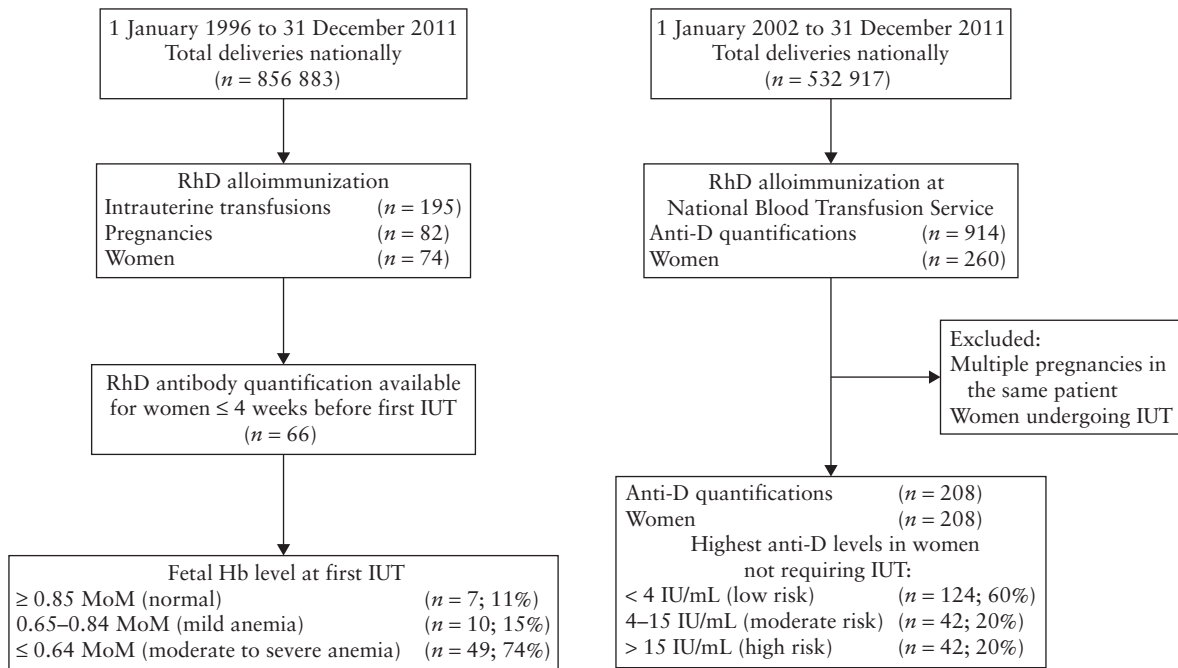 1 January 1996 to 31 December 2011
Total deliveries nationally
(n = 856 883)
RhD alloimmunization
Intrauterine transfusions (n = 195)
Pregnancies (n = 82)
Women (n = 74)
RhD antibody quantification available
for women ≤ 4 weeks before first IUT
(n = 66)
Fetal Hb level at first IUT
≥ 0.85 MoM (normal) (n = 7; 11%)
0.65–0.84 MoM (mild anemia) (n = 10; 15%)
≤ 0.64 MoM (moderate to severe anemia) (n = 49; 74%)
1 January 2002 to 31 December 2011
Total deliveries nationally
(n = 532 917)
RhD alloimmunization at
National Blood Transfusion Service
Anti-D quantifications (n = 914)
Women (n = 260)
Excluded:
Multiple pregnancies in
the same patient
Women undergoing IUT
Anti-D quantifications (n = 208)
Women (n = 208)
Highest anti-D levels in women
not requiring IUT:
< 4 IU/mL (low risk) (n = 124; 60%)
4–15 IU/mL (moderate risk) (n = 42; 20%)
> 15 IU/mL (high risk) (n = 42; 20%)